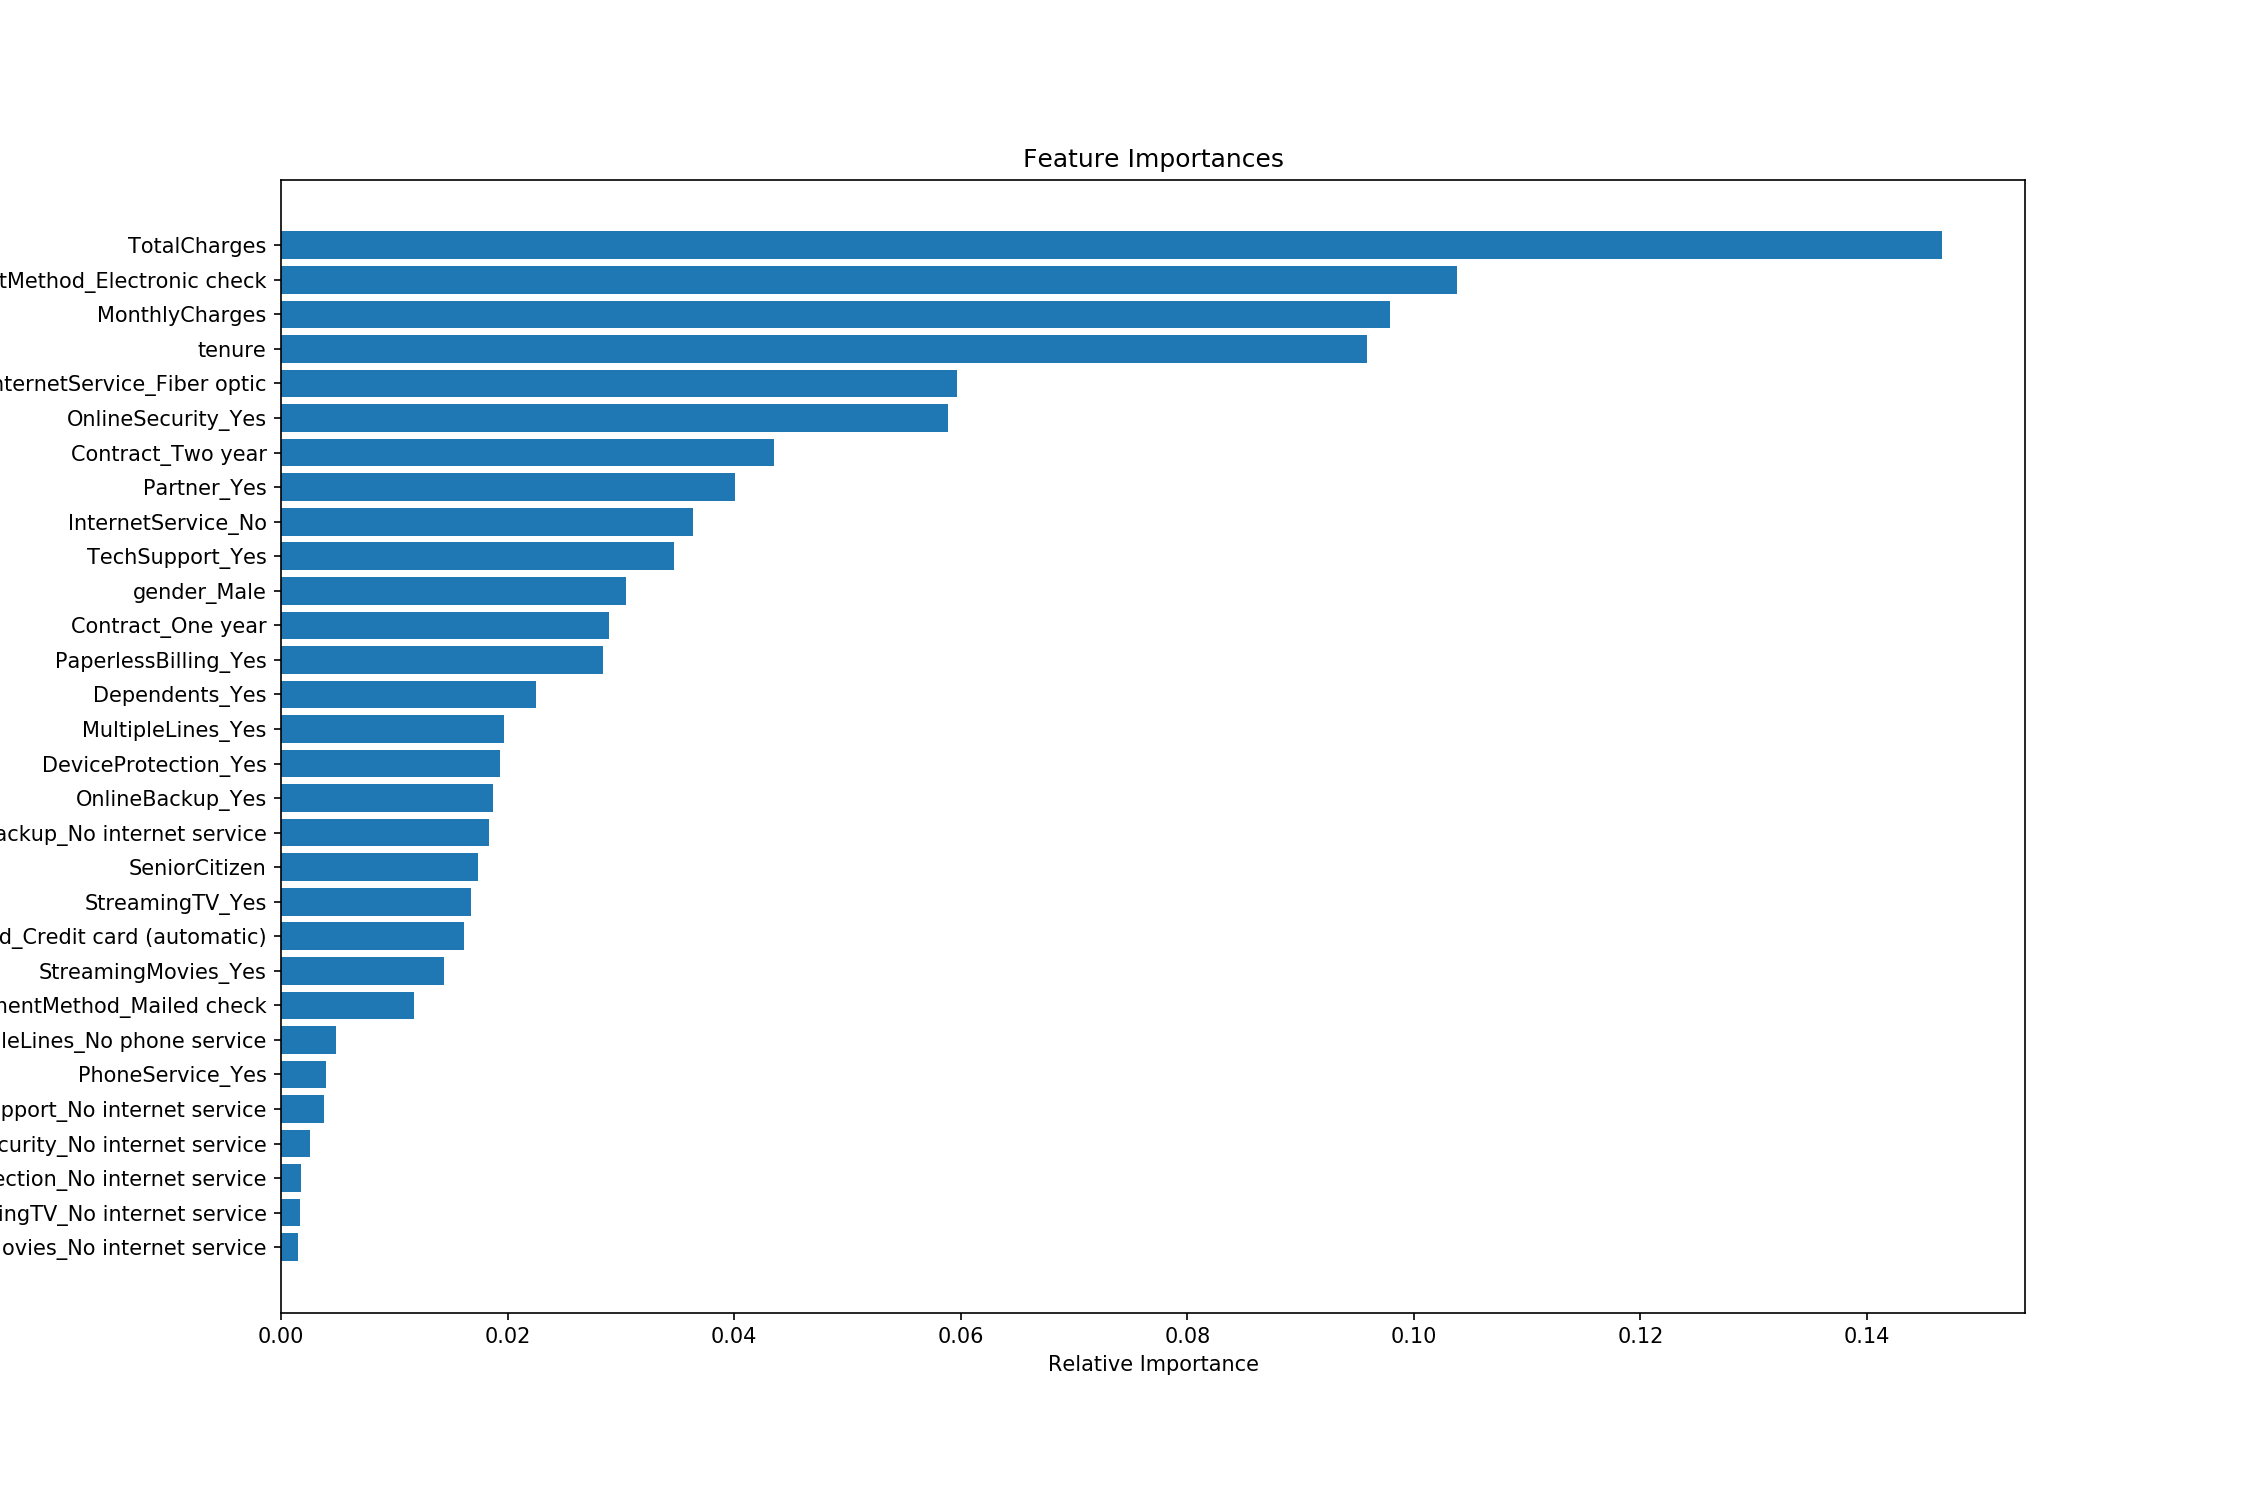 Feature Importances
TotalCharges
tMethod_Electronic check
MonthlyCharges
tenure
nternetService_Fiber optic
OnlineSecurity_Yes
Contract_Two year
Partner_Yes
InternetService_No
TechSupport_Yes
gender_Male
Contract_One year
PaperlessBilling_Yes
Dependents_Yes
MultipleLines_Yes
DeviceProtection_Yes
OnlineBackup_Yes
ackup_No internet service
SeniorCitizen
StreamingTV_Yes
d_Credit card (automatic)
StreamingMovies_Yes
mentMethod_Mailed check
leLines_No phone service
PhoneService_Yes
pport_No internet service
curity_No internet service
ection_No internet service
ingTV_No internet service
ovies_No internet service
0.00 0.02 0.04 0.06 0.08 0.10 0.12 0.14
Relative Importance